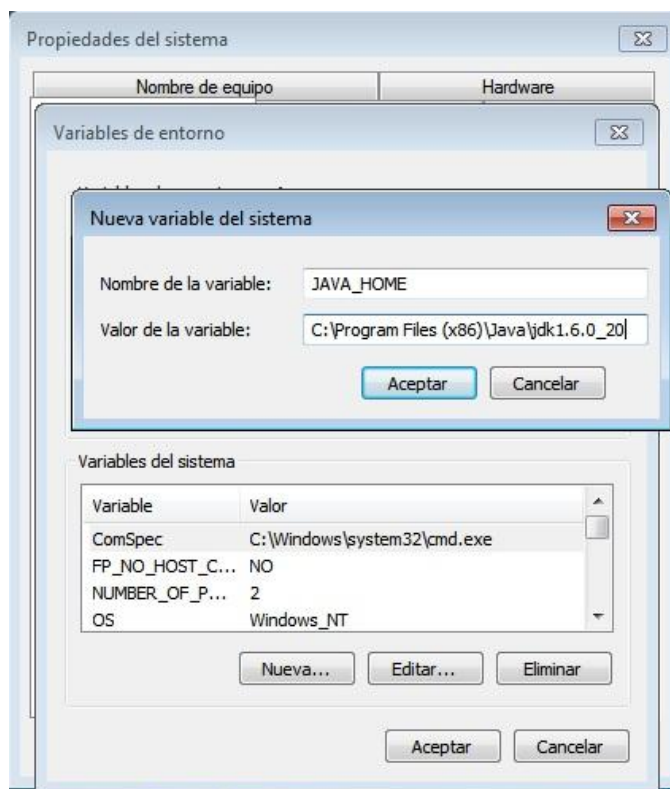 Propiedades del sistema
Nombre de equipo Hardware
Variables de entorno
Nueva variable del sistema
Nombre de la variable: JAVA_HOME
Valor de la variable: C:\Program Files (x86)\Java\jdk1.6.0_20
Aceptar Cancelar
Variables del sistema
Variable Valor
ComSpec C:\Windows\system32\cmd.exe
FP_NO_HOST_C... NO
NUMBER_OF_P... 2
OS Windows_NT
Nueva... Editar... Eliminar
Aceptar Cancelar